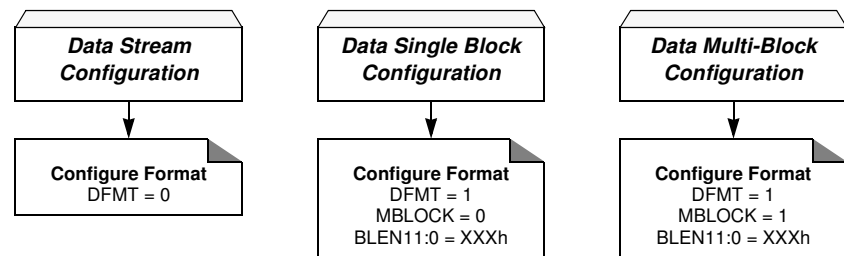 Data Stream
Configuration
Configure Format
DFMT = 0
Data Single Block
Configuration
Configure Format
DFMT = 1
MBLOCK = 0
BLEN11:0 = XXXh
Data Multi-Block
Configuration
Configure Format
DFMT = 1
MBLOCK = 1
BLEN11:0 = XXXh